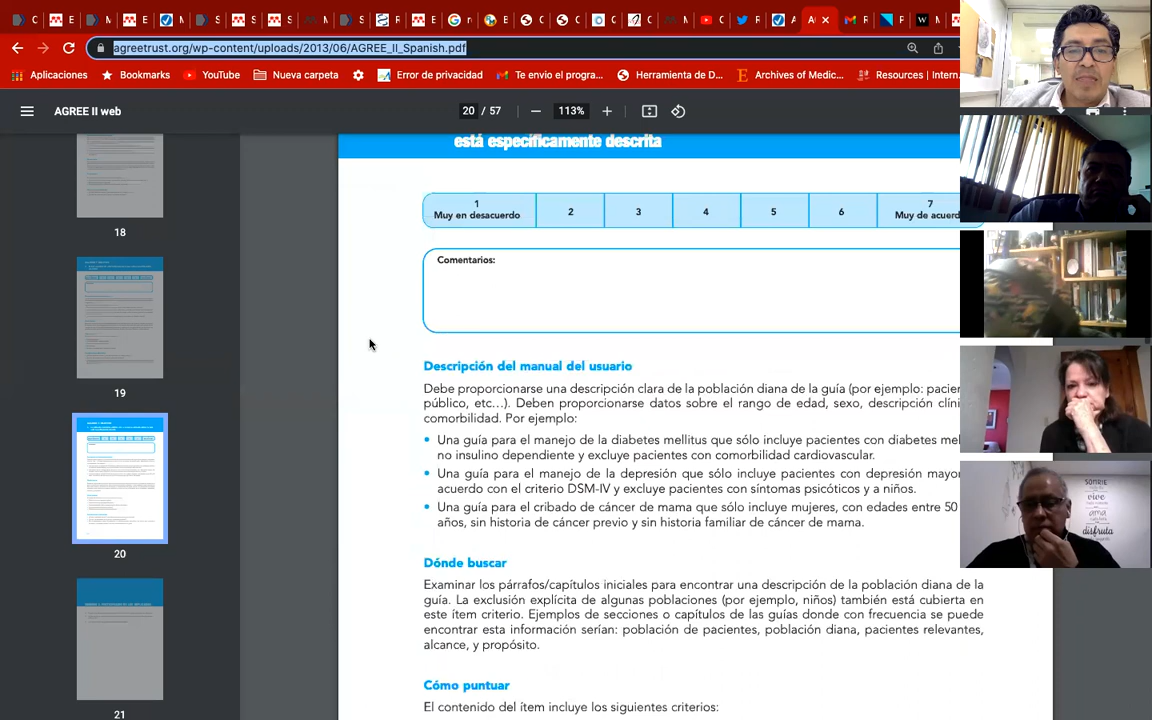 agreetrust.org/wp-content/uploads/2013/06/AGREE_II_Spanish.pdf
Aplicaciones Bookmarks YouTube Nueva carpeta Error de privacidad Te envio el progra... Herramienta de D... Archives of Medic... Resources | Intern...
AGREE II web
20 / 57
113%
está específicamente descrita
1 2 3 4 5 6 7
Muy en desacuerdo Muy de acuerd
Comentarios:
Descripción del manual del usuario
Debe proporcionarse una descripción clara de la población diana de la guía (por ejemplo: pacien
público, etc...). Deben proporcionarse datos sobre el rango de edad, sexo, descripción clíni
comorbilidad. Por ejemplo:
• Una guía para el manejo de la diabetes mellitus que sólo incluye pacientes con diabetes mel
no insulino dependiente y excluye pacientes con comorbilidad cardiovascular.
• Una guía para el manejo de la depresión que sólo incluye pacientes con depresión mayor
acuerdo con el criterio DSM-IV y excluye pacientes con síntomas psicóticos y a niños.
• Una guía para el cribado de cáncer de mama que sólo incluye mujeres, con edades entre 50
años, sin historia de cáncer previo y sin historia familiar de cáncer de mama.
Dónde buscar
Examinar los párrafos/capítulos iniciales para encontrar una descripción de la población diana de la
guía. La exclusión explícita de algunas poblaciones (por ejemplo, niños) también está cubierta en
este ítem criterio. Ejemplos de secciones o capítulos de las guías donde con frecuencia se puede
encontrar esta información serían: población de pacientes, población diana, pacientes relevantes,
alcance, y propósito.
Cómo puntuar
El contenido del ítem incluye los siguientes criterios:
18
19
20
21
SONRIE
vive
ama
disfruta